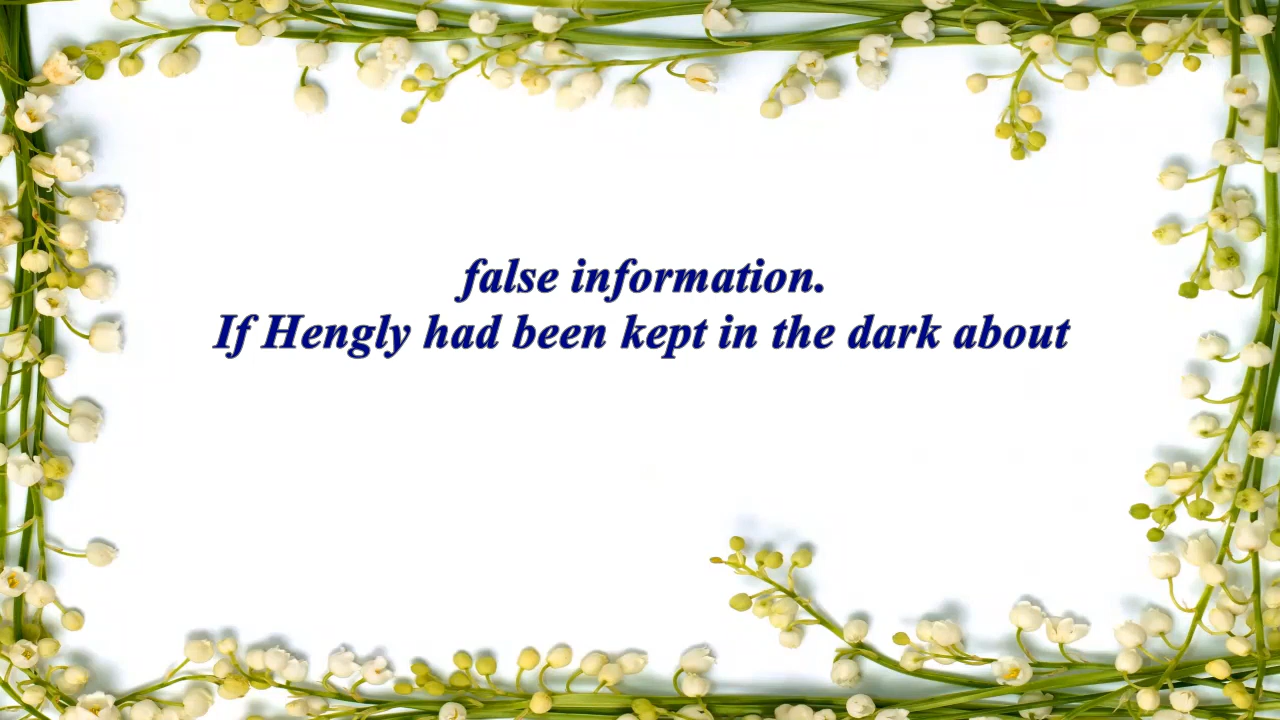 false information.
If Hengly had been kept in the dark about